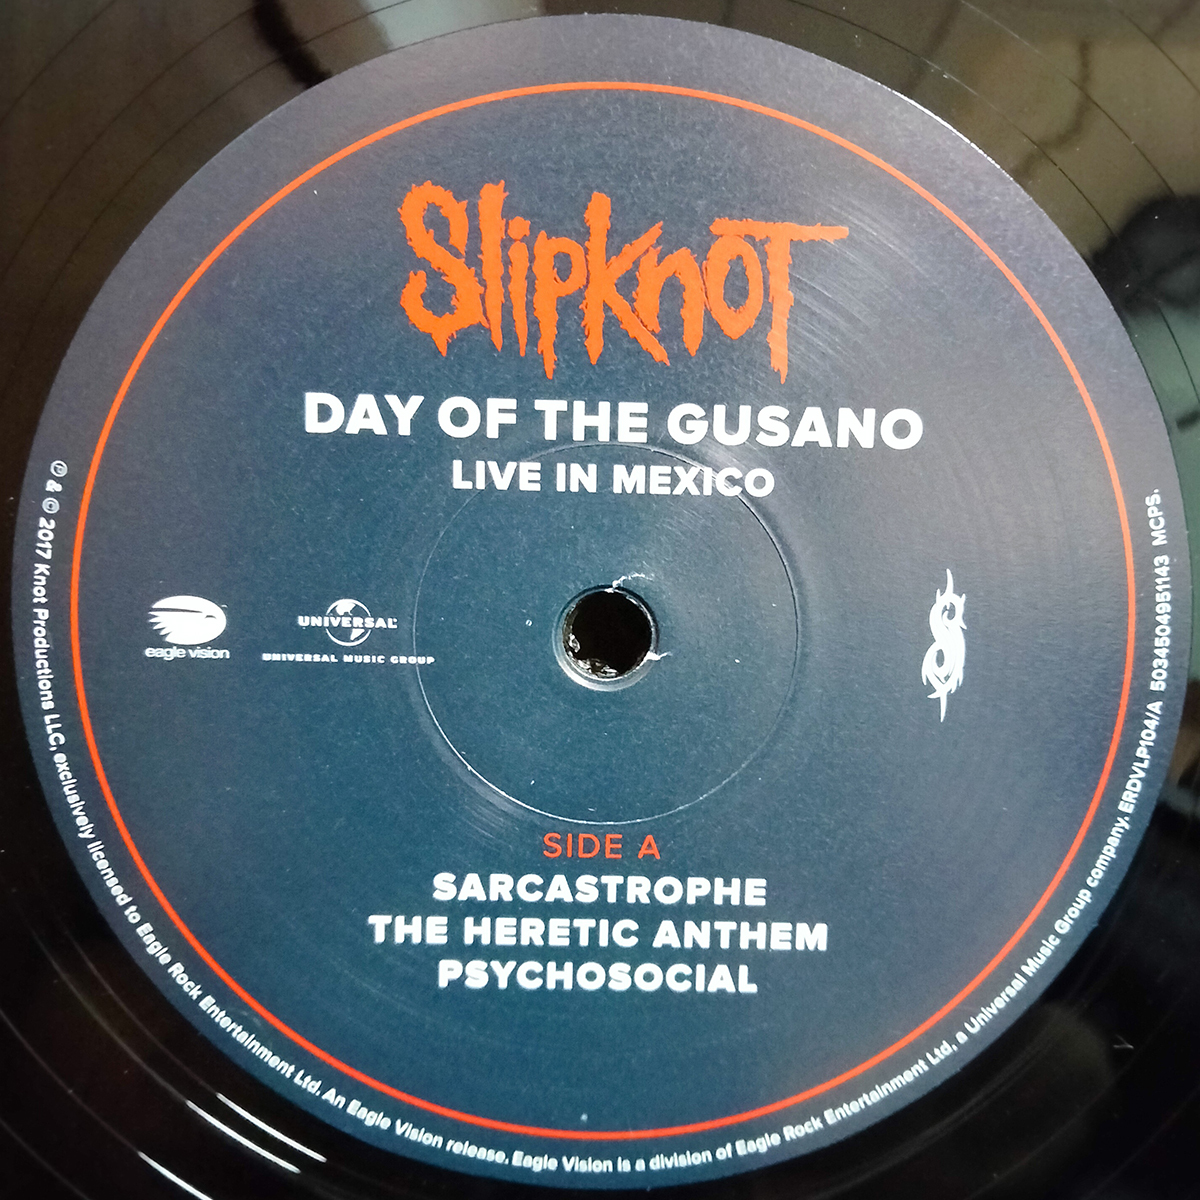 Slipknot
DAY OF THE GUSANO
LIVE IN MEXICO
eagle vision
UNIVERSAL
UNIVERSAL MUSIC GROUP
SIDE A
SARCASTROPHE
THE HERETIC ANTHEM
PSYCHOSOCIAL
℗ & © 2017 Knot Productions LLC, exclusively licensed to Eagle Rock Entertainment Ltd. An Eagle Vision release. Eagle Vision is a division of Eagle Rock Entertainment Ltd, a Universal Music Group company. ERDVLP104/A 5034504951143 MCPS.